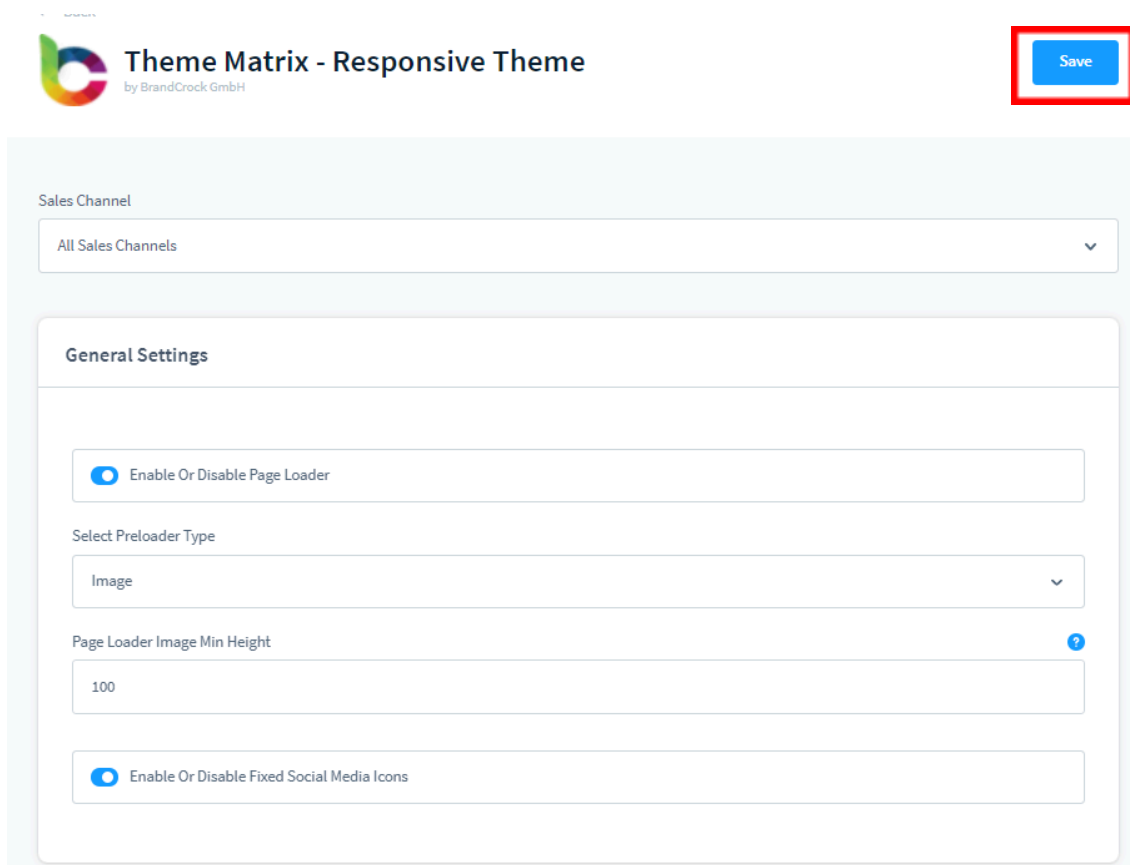 Theme Matrix - Responsive Theme
Save
by BrandCrock GmbH
Sales Channel
All Sales Channels
General Settings
Enable Or Disable Page Loader
Select Preloader Type
Image
Page Loader Image Min Height
?
100
Enable Or Disable Fixed Social Media Icons